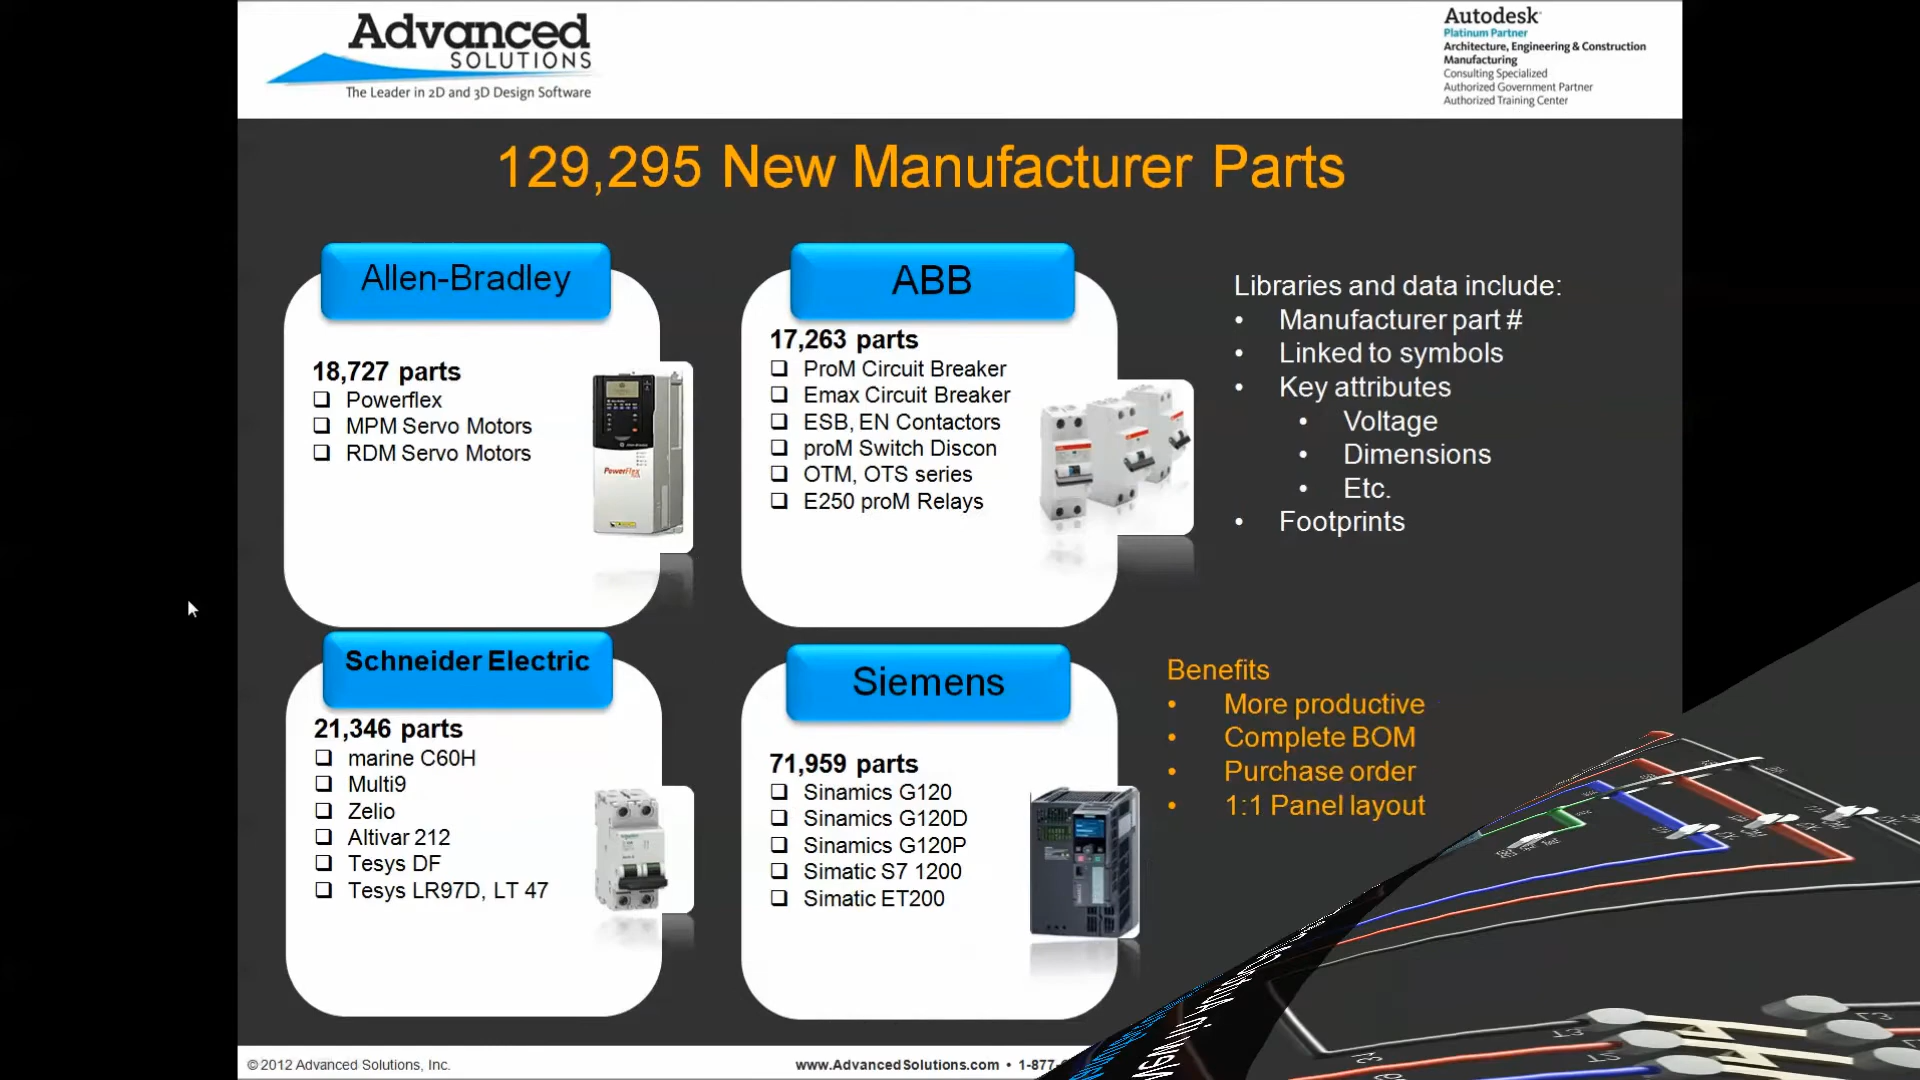 Advanced
SOLUTIONS
The Leader in 2D and 3D Design Software
Autodesk
Platinum Partner
Architecture, Engineering & Construction
Manufacturing
Consulting Specialized
Authorized Government Partner
Authorized Training Center
129,295 New Manufacturer Parts
Allen-Bradley
18,727 parts
Powerflex
MPM Servo Motors
RDM Servo Motors
PowerFlex
ABB
17,263 parts
ProM Circuit Breaker
Emax Circuit Breaker
ESB, EN Contactors
proM Switch Discon
OTM, OTS series
E250 proM Relays
Libraries and data include:
• Manufacturer part #
• Linked to symbols
• Key attributes
• Voltage
• Dimensions
• Etc.
• Footprints
Schneider Electric
21,346 parts
marine C60H
Multi9
Zelio
Altivar 212
Tesys DF
Tesys LR97D, LT 47
Siemens
71,959 parts
Sinamics G120
Sinamics G120D
Sinamics G120P
Simatic S7 1200
Simatic ET200
Benefits
• More productive
• Complete BOM
• Purchase order
• 1:1 Panel layout
© 2012 Advanced Solutions, Inc.
www.AdvancedSolutions.com • 1-877-